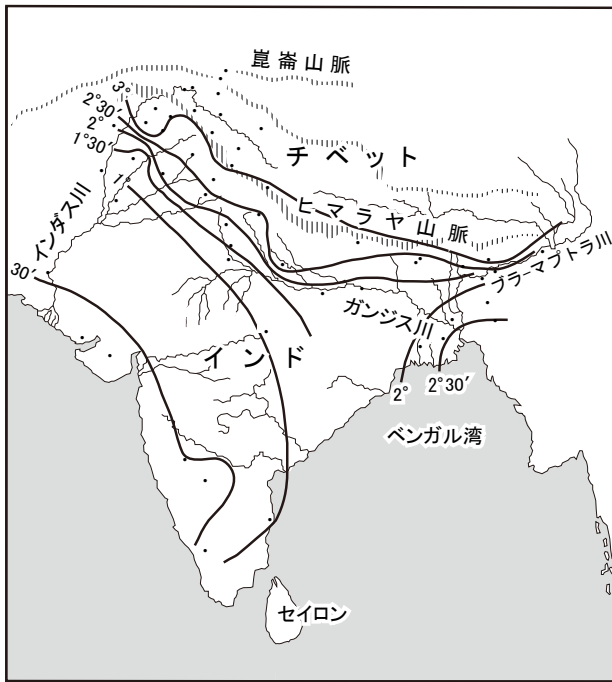 崑崙山脈
3°
2°30′
2°
1°30′
1°
チベット
インダス川
ヒマラヤ山脈
ブラ-マプトラ川
30′
ガンジス川
インド
2°
2°30′
ベンガル湾
セイロン